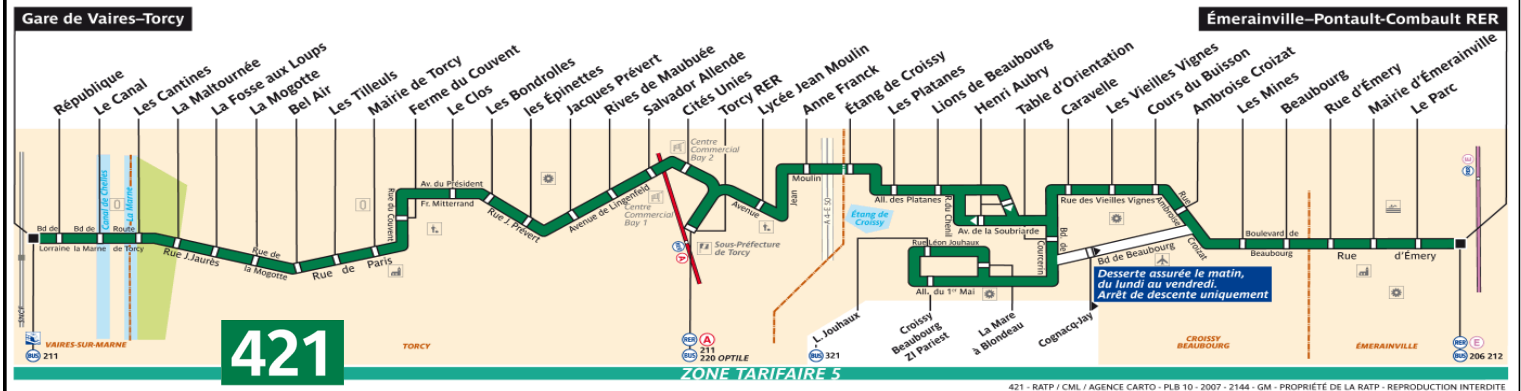 Gare de Vaires–Torcy
Émerainville–Pontault-Combault RER
République
Le Canal
Les Cantines
La Maltournée
La Fosse aux Loups
La Mogotte
Bel Air
Les Tilleuls
Mairie de Torcy
Ferme du Couvent
Le Clos
Les Bondrolles
les Épinettes
Jacques Prévert
Rives de Maubuée
Salvador Allende
Cités Unies
Torcy RER
Lycée Jean Moulin
Anne Franck
Étang de Croissy
Les Platanes
Lions de Beaubourg
Henri Aubry
Table d'Orientation
Caravelle
Les Vieilles Vignes
Cours du Buisson
Ambroise Croizat
Les Mines
Beaubourg
Rue d'Émery
Mairie d'Émerainville
Le Parc
Canal de Chelles
La Marne
Bd de
Lorraine
Bd de
la Marne
Route
de Torcy
Rue J.Jaurès
Rue de
la Mogotte
Rue de Paris
Rue du Couvent
Av. du Président
Fr. Mitterrand
Rue J. Prévert
Avenue de Lingenfeld
Centre
Commercial
Bay 2
Centre
Commercial
Bay 1
Sous-Préfecture
de Torcy
Avenue
Jean
Moulin
A 4-E 50
Étang de
Croissy
All. des Platanes
R.du Chenil
Av. de la Soubriarde
Rue Léon Jouhaux
All. du 1er Mai
Bd. de
Courcerin
Rue des Vieilles Vignes
Rue
Ambroise
Croizat
Bd de Beaubourg
Boulevard de
Beaubourg
Rue d'Émery
Desserte assurée le matin,
du lundi au vendredi.
Arrêt de descente uniquement
L. Jouhaux
Croissy
Beaubourg
ZI Pariest
La Mare
à Blondeau
Cognacq-Jay
SNCF
A
E
VAIRES-SUR-MARNE
TORCY
CROISSY
BEAUBOURG
ÉMERAINVILLE
BUS 211
RER A
211
BUS 220 OPTILE
BUS 321
RER E
BUS 206 212
421
ZONE TARIFAIRE 5
421 - RATP / CML / AGENCE CARTO - PLB 10 - 2007 - 2144 - GM - PROPRIÉTÉ DE LA RATP - REPRODUCTION INTERDITE